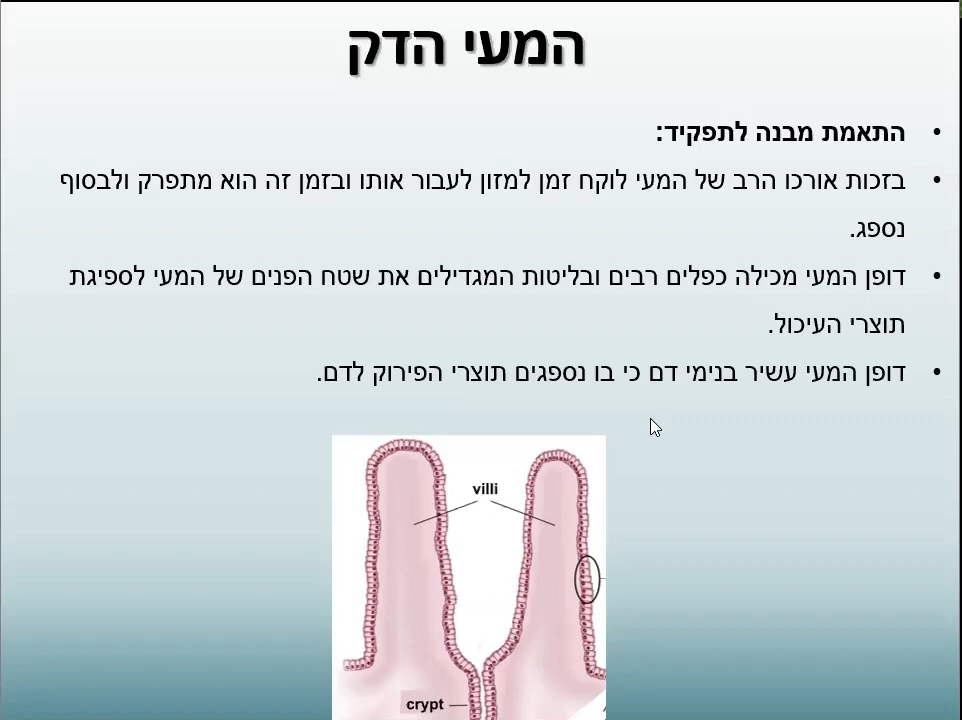 המעי הדק
• התאמת מבנה לתפקיד:
• בזכות אורכו הרב של המעי לוקח זמן למזון לעבור אותו ובזמן זה הוא מתפרק ולבסוף
נספג.
• דופן המעי מכילה כפלים רבים ובליטות המגדילים את שטח הפנים של המעי לספיגת
תוצרי העיכול.
• דופן המעי עשיר בנימי דם כי בו נספגים תוצרי הפירוק לדם.
villi
crypt